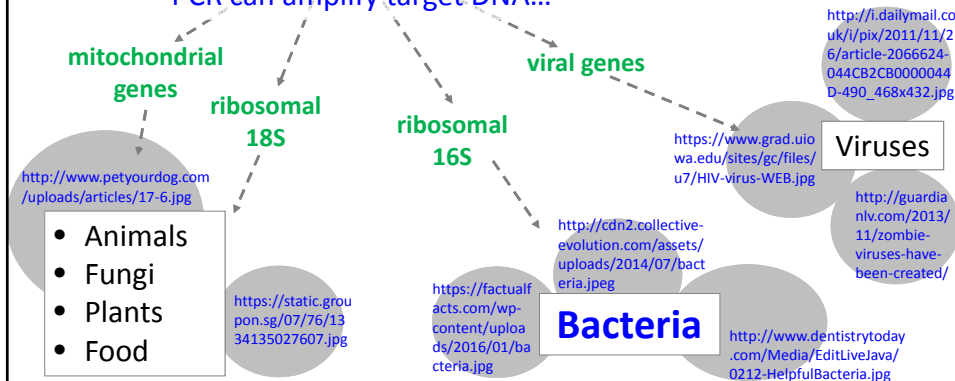 PCR can amplify target DNA...
http://i.dailymail.co
uk/i/pix/2011/11/2
6/article-2066624-
044CB2CB0000044
D-490_468x432.jpg
mitochondrial
genes
viral genes
ribosomal
18S
ribosomal
16S
https://www.grad.uio
wa.edu/sites/gc/files/
u7/HIV-virus-WEB.jpg
Viruses
http://www.petyourdog.com
/uploads/articles/17-6.jpg
http://guardia
nlv.com/2013/
11/zombie-
viruses-have-
been-created/
• Animals
• Fungi
• Plants
• Food
http://cdn2.collective-
evolution.com/assets/
uploads/2014/07/bact
eria.jpeg
https://static.grou
pon.sg/07/76/13
34135027607.jpg
https://factualf
acts.com/wp-
content/uploa
ds/2016/01/ba
cteria.jpg
Bacteria
http://www.dentistrytoday
.com/Media/EditLiveJava/
0212-HelpfulBacteria.jpg